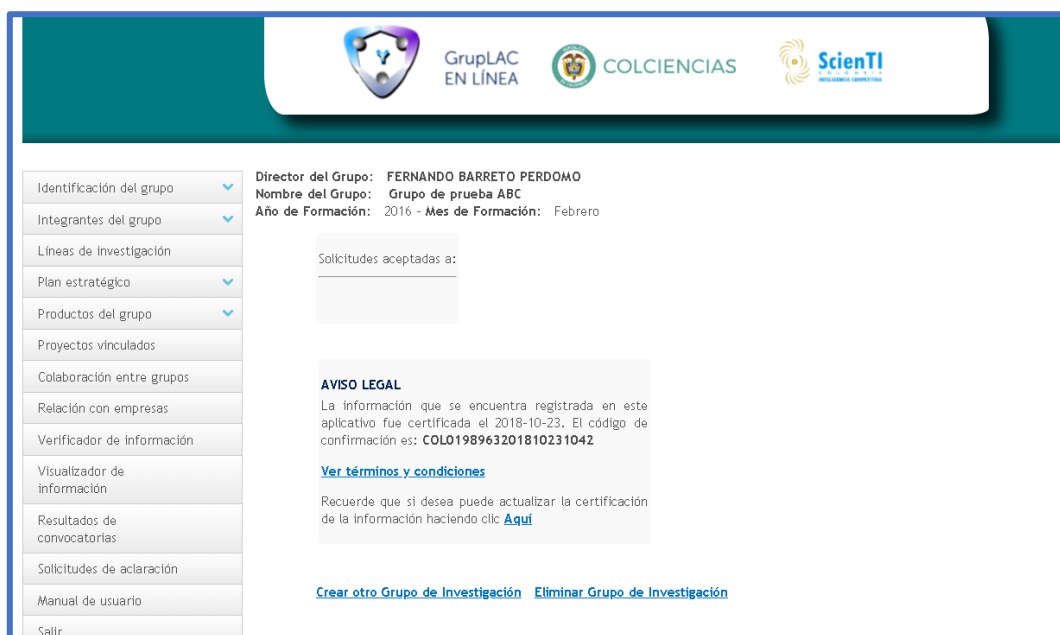 GrupLAC
EN LÍNEA
COLCIENCIAS
ScienTI
COLOMBIA
INTELIGENCIA COMPETITIVA
Identificación del grupo
Integrantes del grupo
Líneas de investigación
Plan estratégico
Productos del grupo
Proyectos vinculados
Colaboración entre grupos
Relación con empresas
Verificador de información
Visualizador de
información
Resultados de
convocatorias
Solicitudes de aclaración
Manual de usuario
Salir
Director del Grupo: FERNANDO BARRETO PERDOMO
Nombre del Grupo: Grupo de prueba ABC
Año de Formación: 2016 - Mes de Formación: Febrero
Solicitudes aceptadas a:
AVISO LEGAL
La información que se encuentra registrada en este
aplicativo fue certificada el 2018-10-23. El código de
confirmación es: COL0198963201810231042
Ver términos y condiciones
Recuerde que si desea puede actualizar la certificación
de la información haciendo clic Aquí
Crear otro Grupo de Investigación Eliminar Grupo de Investigación